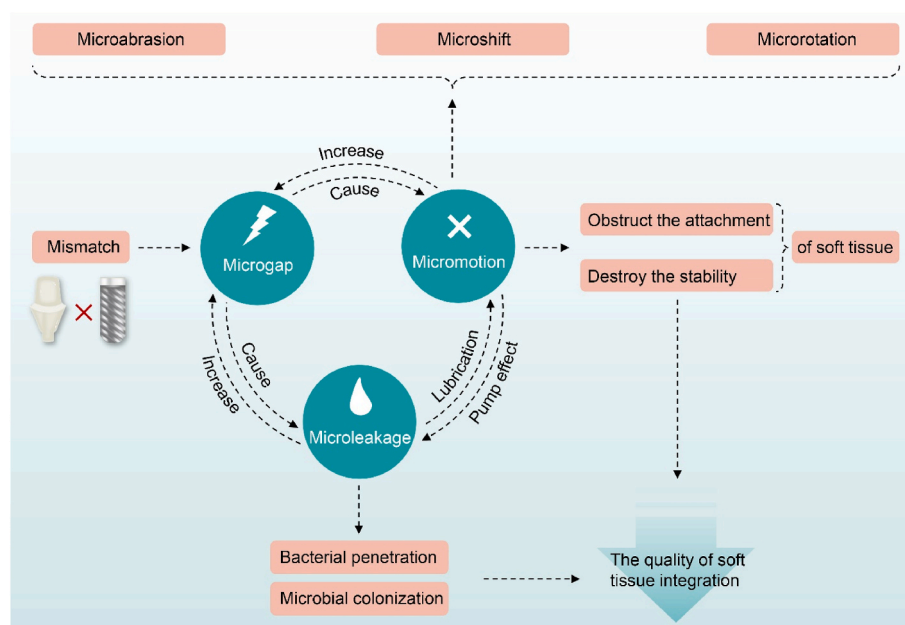 Microabrasion
Microshift
Microrotation
Increase
Cause
Mismatch
Microgap
Micromotion
Obstruct the attachment
Destroy the stability
of soft tissue
Cause
Increase
Lubrication
Pump effect
Microleakage
Bacterial penetration
Microbial colonization
The quality of soft
tissue integration